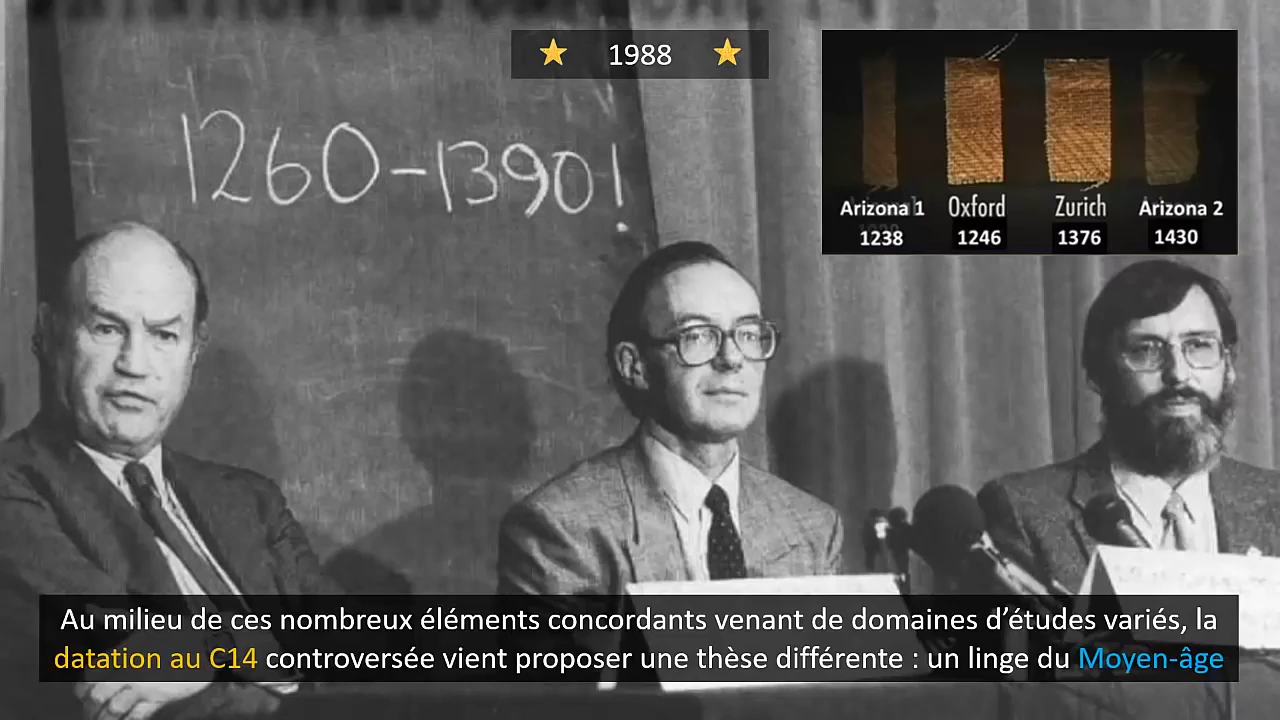 1988
1260-1390!
Arizona 1 Oxford Zurich Arizona 2
1238 1246 1376 1430
Au milieu de ces nombreux éléments concordants venant de domaines d’études variés, la
datation au C14 controversée vient proposer une thèse différente : un linge du Moyen-âge